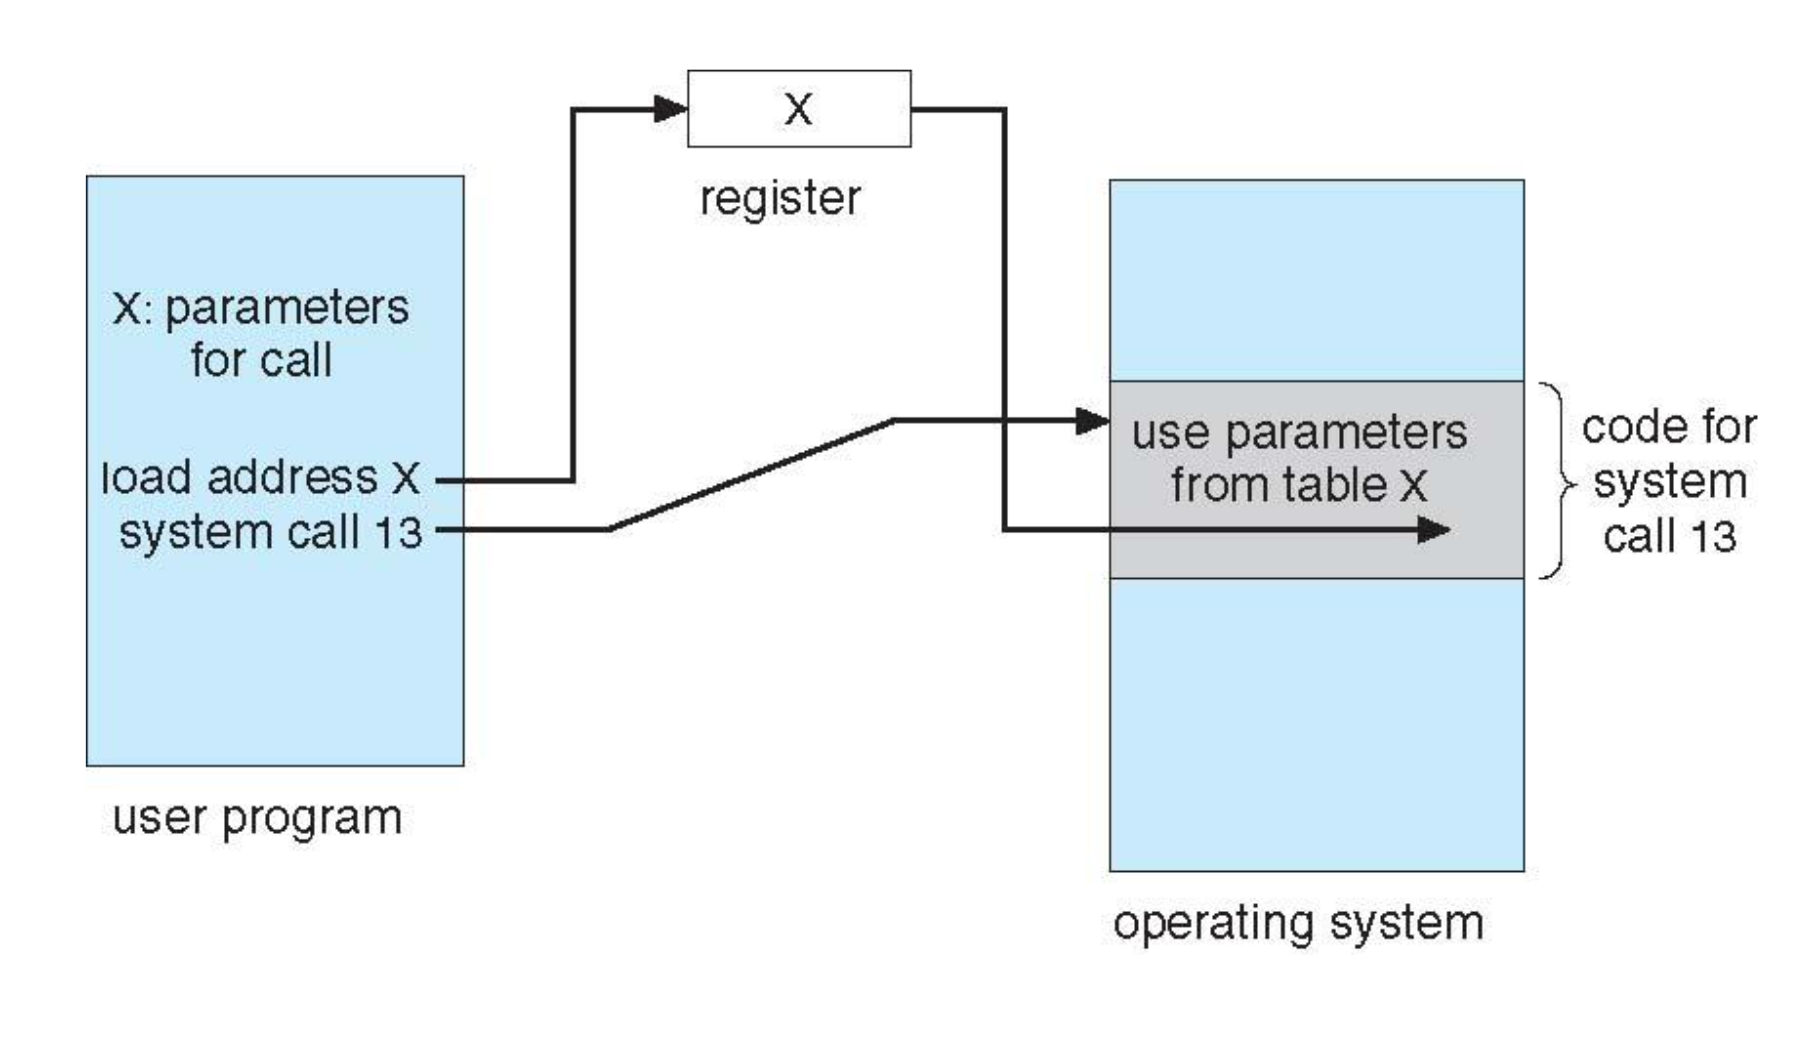 X
register
X: parameters
for call
load address X
system call 13
user program
use parameters
from table X
code for
system
call 13
operating system